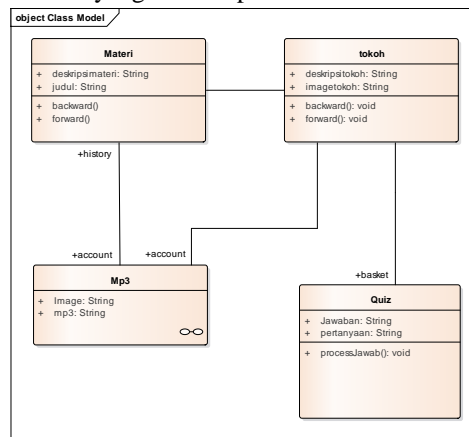 object Class Model
Materi
+ deskripsimateri: String
+ judul: String
+ backward()
+ forward()
tokoh
+ deskripsitokoh: String
+ imagetokoh: String
+ backward(): void
+ forward(): void
+history
+account
+account
+basket
Mp3
+ Image: String
+ mp3: String
Quiz
+ Jawaban: String
+ pertanyaan: String
+ processJawab(): void